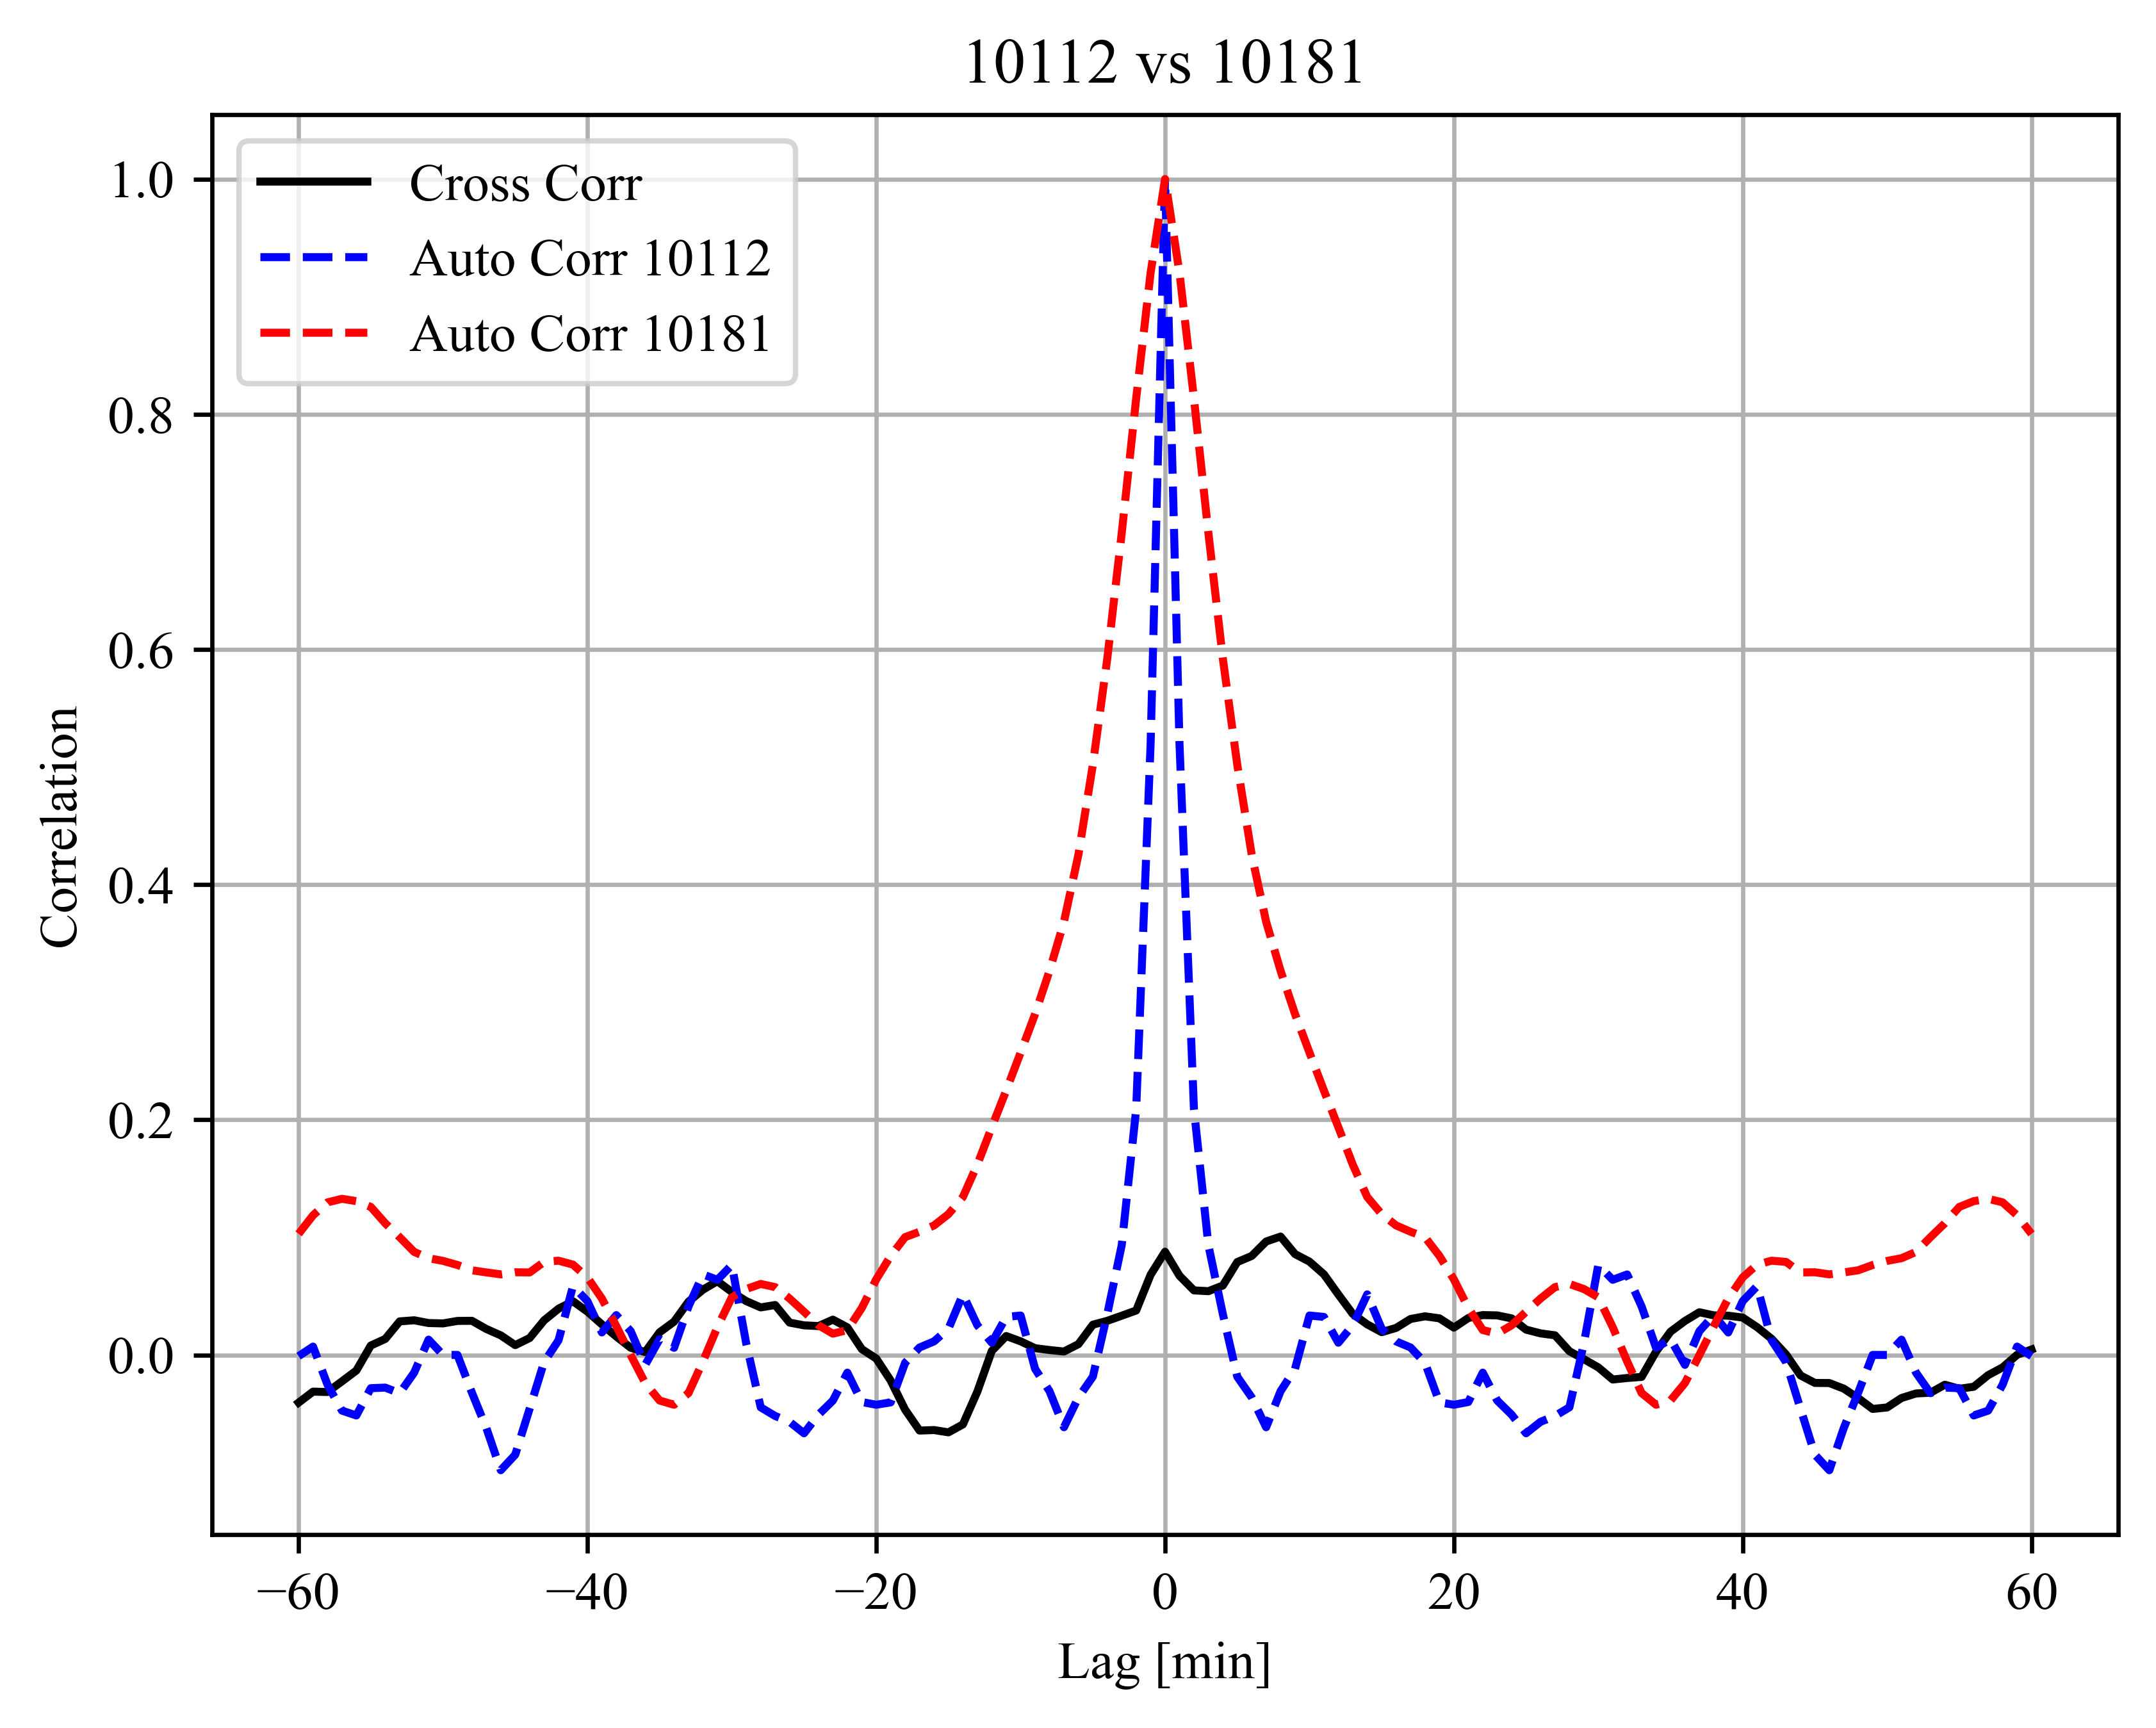 10112 vs 10181
Cross Corr
Auto Corr 10112
Auto Corr 10181
1.0
0.8
0.6
0.4
0.2
0.0
Correlation
−60 −40 −20 0 20 40 60
Lag [min]